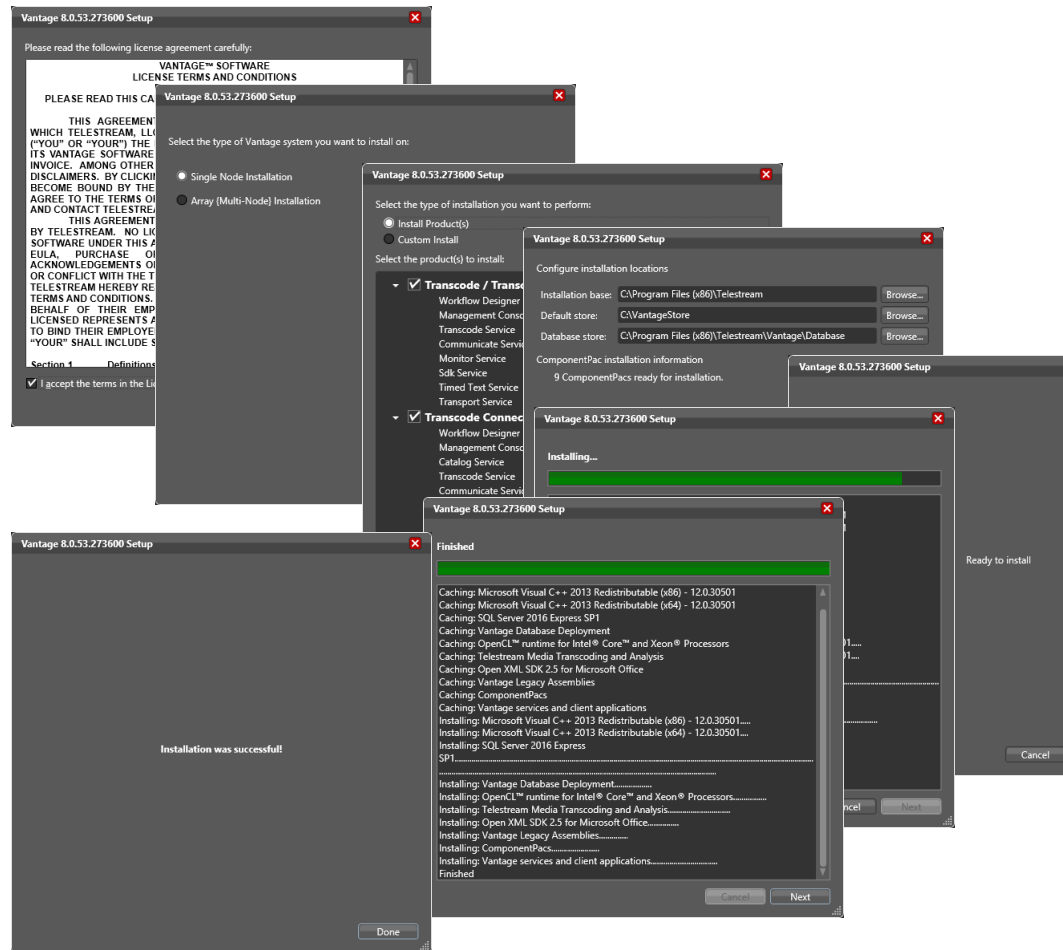 Vantage 8.0.53.273600 Setup
Please read the following license agreement carefully:
VANTAGE™ SOFTWARE
LICENSE TERMS AND CONDITIONS
PLEASE READ THIS
THIS AGREEMENT
WHICH TELESTREAM,
("YOU" OR "YOUR") THE
ITS VANTAGE SOFTWARE
INVOICE. AMONG OTHER
DISCLAIMERS. BY
BECOME BOUND BY THE
AGREE TO THE TERMS
AND CONTACT
THIS AGREEMENT
BY TELESTREAM. NO
SOFTWARE UNDER THIS
EULA, PURCHASE
ACKNOWLEDGEMENTS
OR CONFLICT WITH THE
TELESTREAM HEREBY
TERMS AND CONDITIONS.
BEHALF OF THEIR
LICENSED REPRESENTS
TO BIND THEIR
"YOUR" SHALL INCLUDE
Section 1 Definitions
I accept the terms in the
Vantage 8.0.53.273600 Setup
Select the type of Vantage system you want to install on:
Single Node Installation
Array {Multi-Node} Installation
Vantage 8.0.53.273600 Setup
Select the type of installation you want to perform:
Install Product(s)
Custom Install
Select the product(s) to install:
Transcode /
Workflow Designer
Management
Transcode Service
Communicate
Monitor Service
Sdk Service
Timed Text Service
Transport Service
Transcode
Workflow Designer
Management
Catalog Service
Transcode Service
Communicate
Vantage 8.0.53.273600 Setup
Configure installation locations
Installation base: C:\Program Files (x86)\Telestream Browse...
Default store: C:\VantageStore Browse...
Database store: C:\Program Files (x86)\Telestream\Vantage\Database Browse...
ComponentPac installation information
9 ComponentPacs ready for installation.
Vantage 8.0.53.273600 Setup
Ready to install
Cancel
Vantage 8.0.53.273600 Setup
Installing...
Next
Vantage 8.0.53.273600 Setup
Finished
Caching: Microsoft Visual C++ 2013 Redistributable (x86) - 12.0.30501
Caching: Microsoft Visual C++ 2013 Redistributable (x64) - 12.0.30501
Caching: SQL Server 2016 Express SP1
Caching: Vantage Database Deployment
Caching: OpenCL™ runtime for Intel® Core™ and Xeon® Processors
Caching: Telestream Media Transcoding and Analysis
Caching: Open XML SDK 2.5 for Microsoft Office
Caching: Vantage Legacy Assemblies
Caching: ComponentPacs
Caching: Vantage services and client applications
Installing: Microsoft Visual C++ 2013 Redistributable (x86) - 12.0.30501.....
Installing: Microsoft Visual C++ 2013 Redistributable (x64) - 12.0.30501....
Installing: SQL Server 2016 Express
SP1..........
Installing: Vantage Database Deployment.................
Installing: OpenCL™ runtime for Intel® Core™ and Xeon® Processors...............
Installing: Telestream Media Transcoding and Analysis............................
Installing: Open XML SDK 2.5 for Microsoft Office..............
Installing: Vantage Legacy Assemblies.............
Installing: ComponentPacs......................
Installing: Vantage services and client applications..............................
Finished
Cancel Next
Vantage 8.0.53.273600 Setup
Installation was successful!
Done